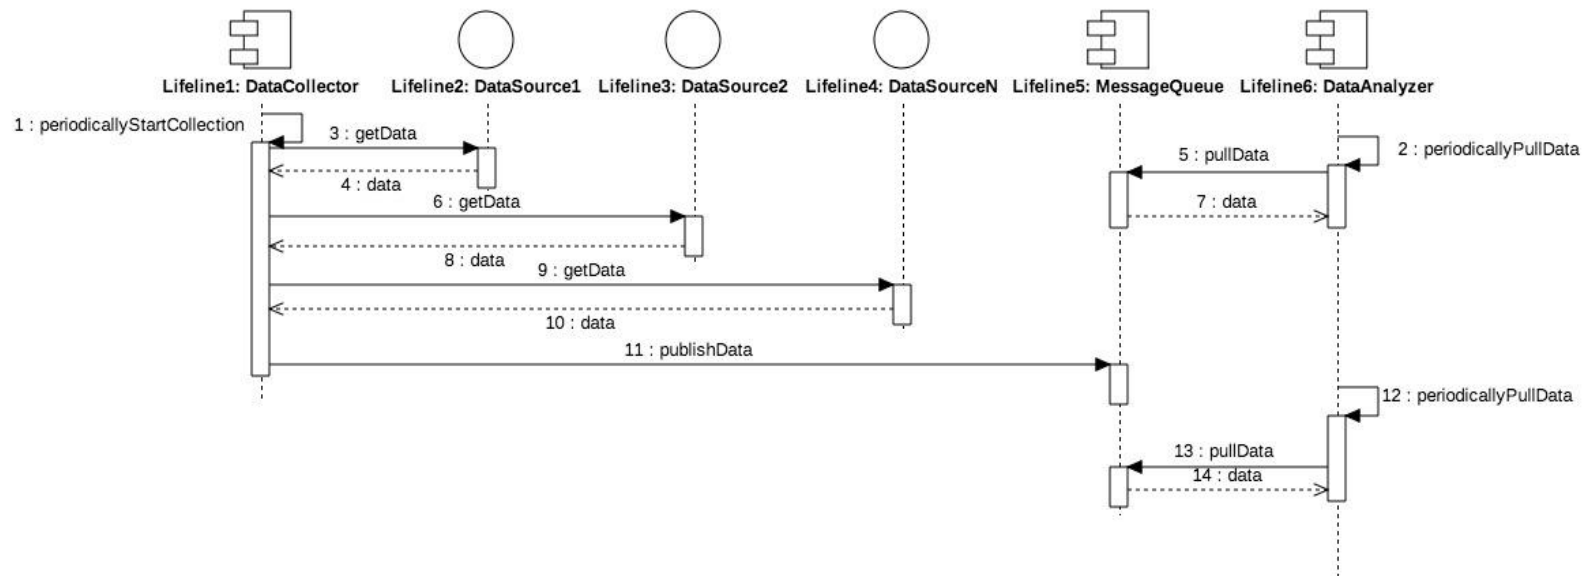 Lifeline1: DataCollector
Lifeline2: DataSource1
Lifeline3: DataSource2
Lifeline4: DataSourceN
Lifeline5: MessageQueue
Lifeline6: DataAnalyzer
1 : periodicallyStartCollection
3 : getData
2 : periodicallyPullData
5 : pullData
4 : data
6 : getData
7 : data
8 : data
9 : getData
10 : data
11 : publishData
12 : periodicallyPullData
13 : pullData
14 : data